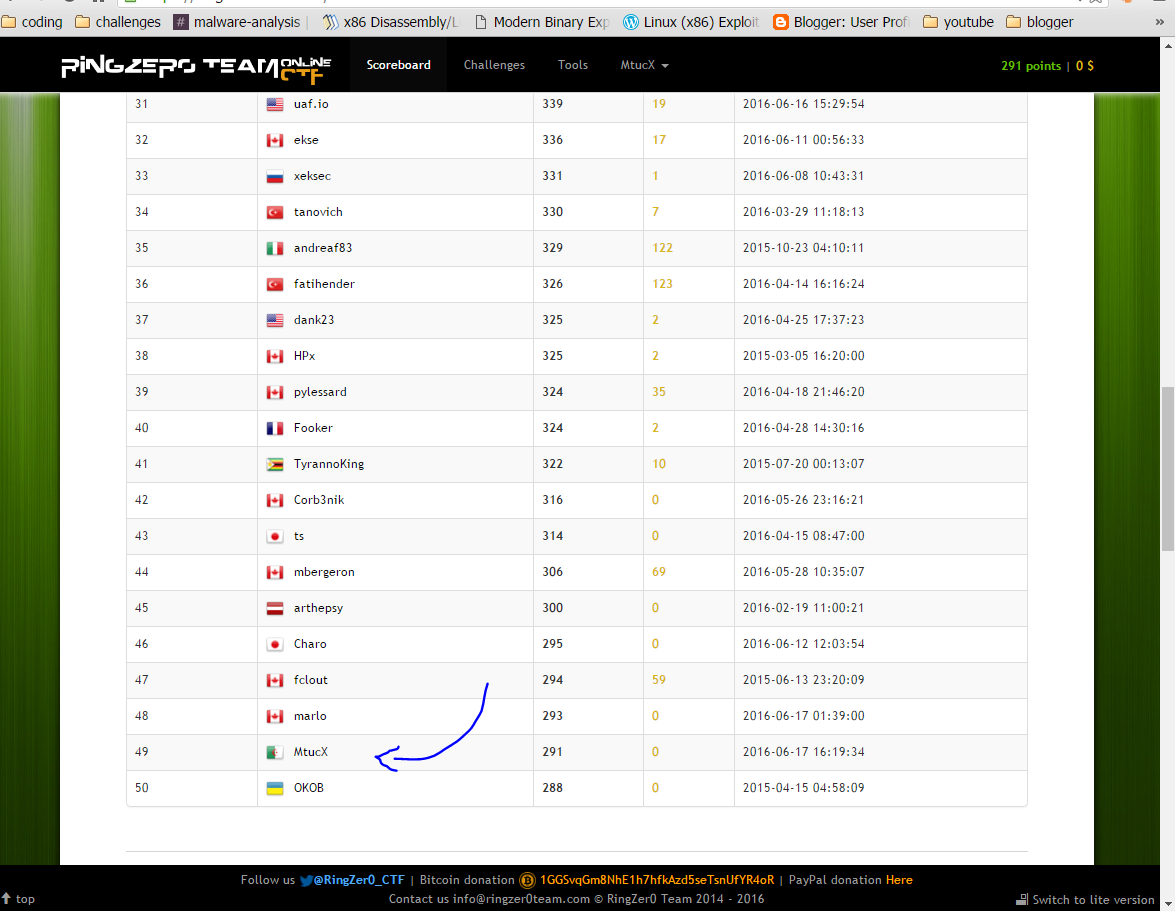 coding challenges # malware-analysis x86 Disassembly/L Modern Binary Exp Linux (x86) Exploit Blogger: User Prof youtube blogger »
RiNGZER0 TEAM ONLINE CTF Scoreboard Challenges Tools MtucX 291 points | 0 $
31 uaf.io 339 19 2016-06-16 15:29:54
32 ekse 336 17 2016-06-11 00:56:33
33 xeksec 331 1 2016-06-08 10:43:31
34 tanovich 330 7 2016-03-29 11:18:13
35 andreaf83 329 122 2015-10-23 04:10:11
36 fatihender 326 123 2016-04-14 16:16:24
37 dank23 325 2 2016-04-25 17:37:23
38 HPx 325 2 2015-03-05 16:20:00
39 pylessard 324 35 2016-04-18 21:46:20
40 Fooker 324 2 2016-04-28 14:30:16
41 TyrannoKing 322 10 2015-07-20 00:13:07
42 Corb3nik 316 0 2016-05-26 23:16:21
43 ts 314 0 2016-04-15 08:47:00
44 mbergeron 306 69 2016-05-28 10:35:07
45 arthepsy 300 0 2016-02-19 11:00:21
46 Charo 295 0 2016-06-12 12:03:54
47 fclout 294 59 2015-06-13 23:20:09
48 marlo 293 0 2016-06-17 01:39:00
49 MtucX 291 0 2016-06-17 16:19:34
50 OKOB 288 0 2015-04-15 04:58:09
Follow us @RingZer0_CTF | Bitcoin donation 1GGSvqGm8NhE1h7hfkAzd5seTsnUfYR4oR | PayPal donation Here
Contact us info@ringzer0team.com © RingZer0 Team 2014 - 2016
top Switch to lite version